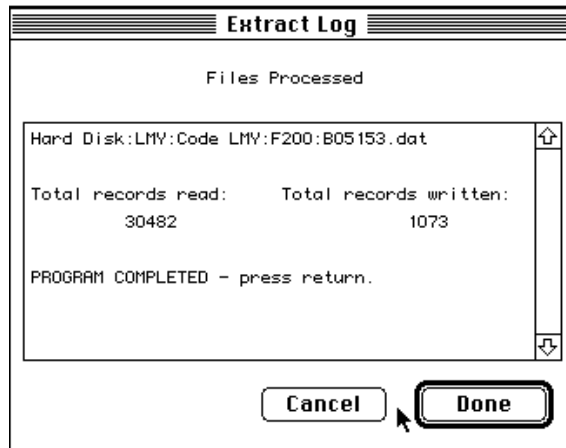 Extract Log
Files Processed
Hard Disk:LMY:Code LMY:F200:B05153.dat
Total records read: Total records written:
30482 1073
PROGRAM COMPLETED - press return.
Cancel Done